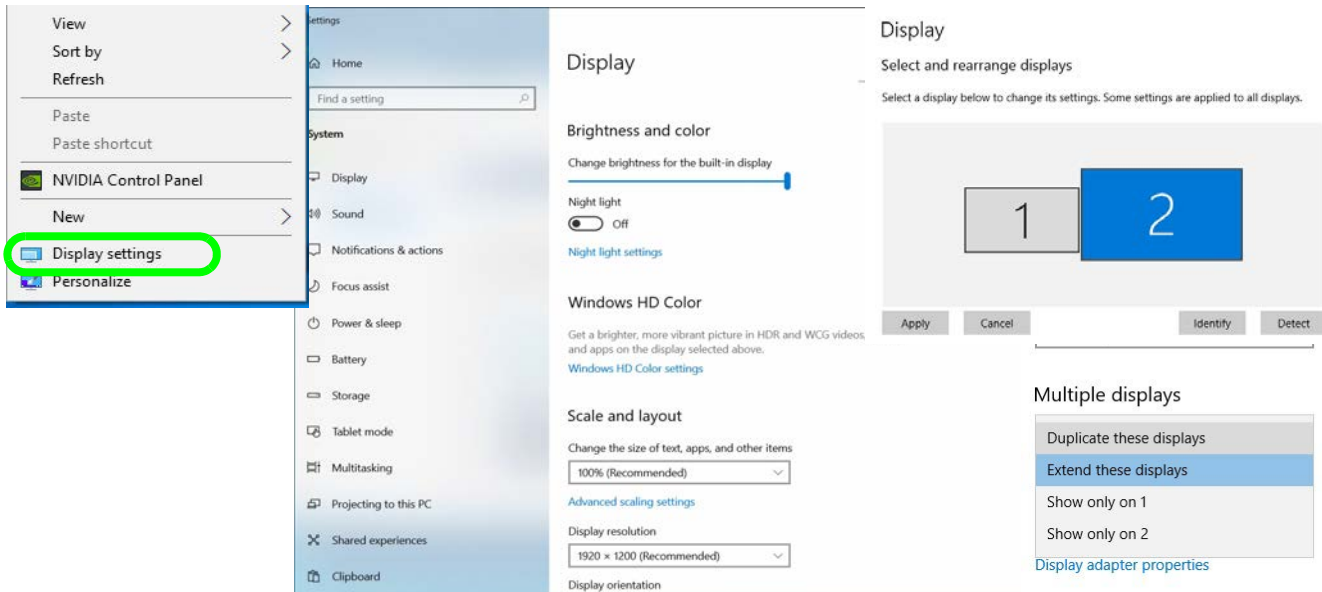 View
Sort by
Refresh
Paste
Paste shortcut
NVIDIA Control Panel
New
Display settings
Personalize
Settings
Home
Find a setting
System
Display
Sound
Notifications & actions
Focus assist
Power & sleep
Battery
Storage
Tablet mode
Multitasking
Projecting to this PC
Shared experiences
Clipboard
Display
Brightness and color
Change brightness for the built-in display
Night light
Off
Night light settings
Windows HD Color
Get a brighter, more vibrant picture in HDR and WCG videos,
and apps on the display selected above.
Windows HD Color settings
Scale and layout
Change the size of text, apps, and other items
100% (Recommended)
Advanced scaling settings
Display resolution
1920 × 1200 (Recommended)
Display orientation
Display
Select and rearrange displays
Select a display below to change its settings. Some settings are applied to all displays.
1
2
Apply
Cancel
Identify
Detect
Multiple displays
Duplicate these displays
Extend these displays
Show only on 1
Show only on 2
Display adapter properties